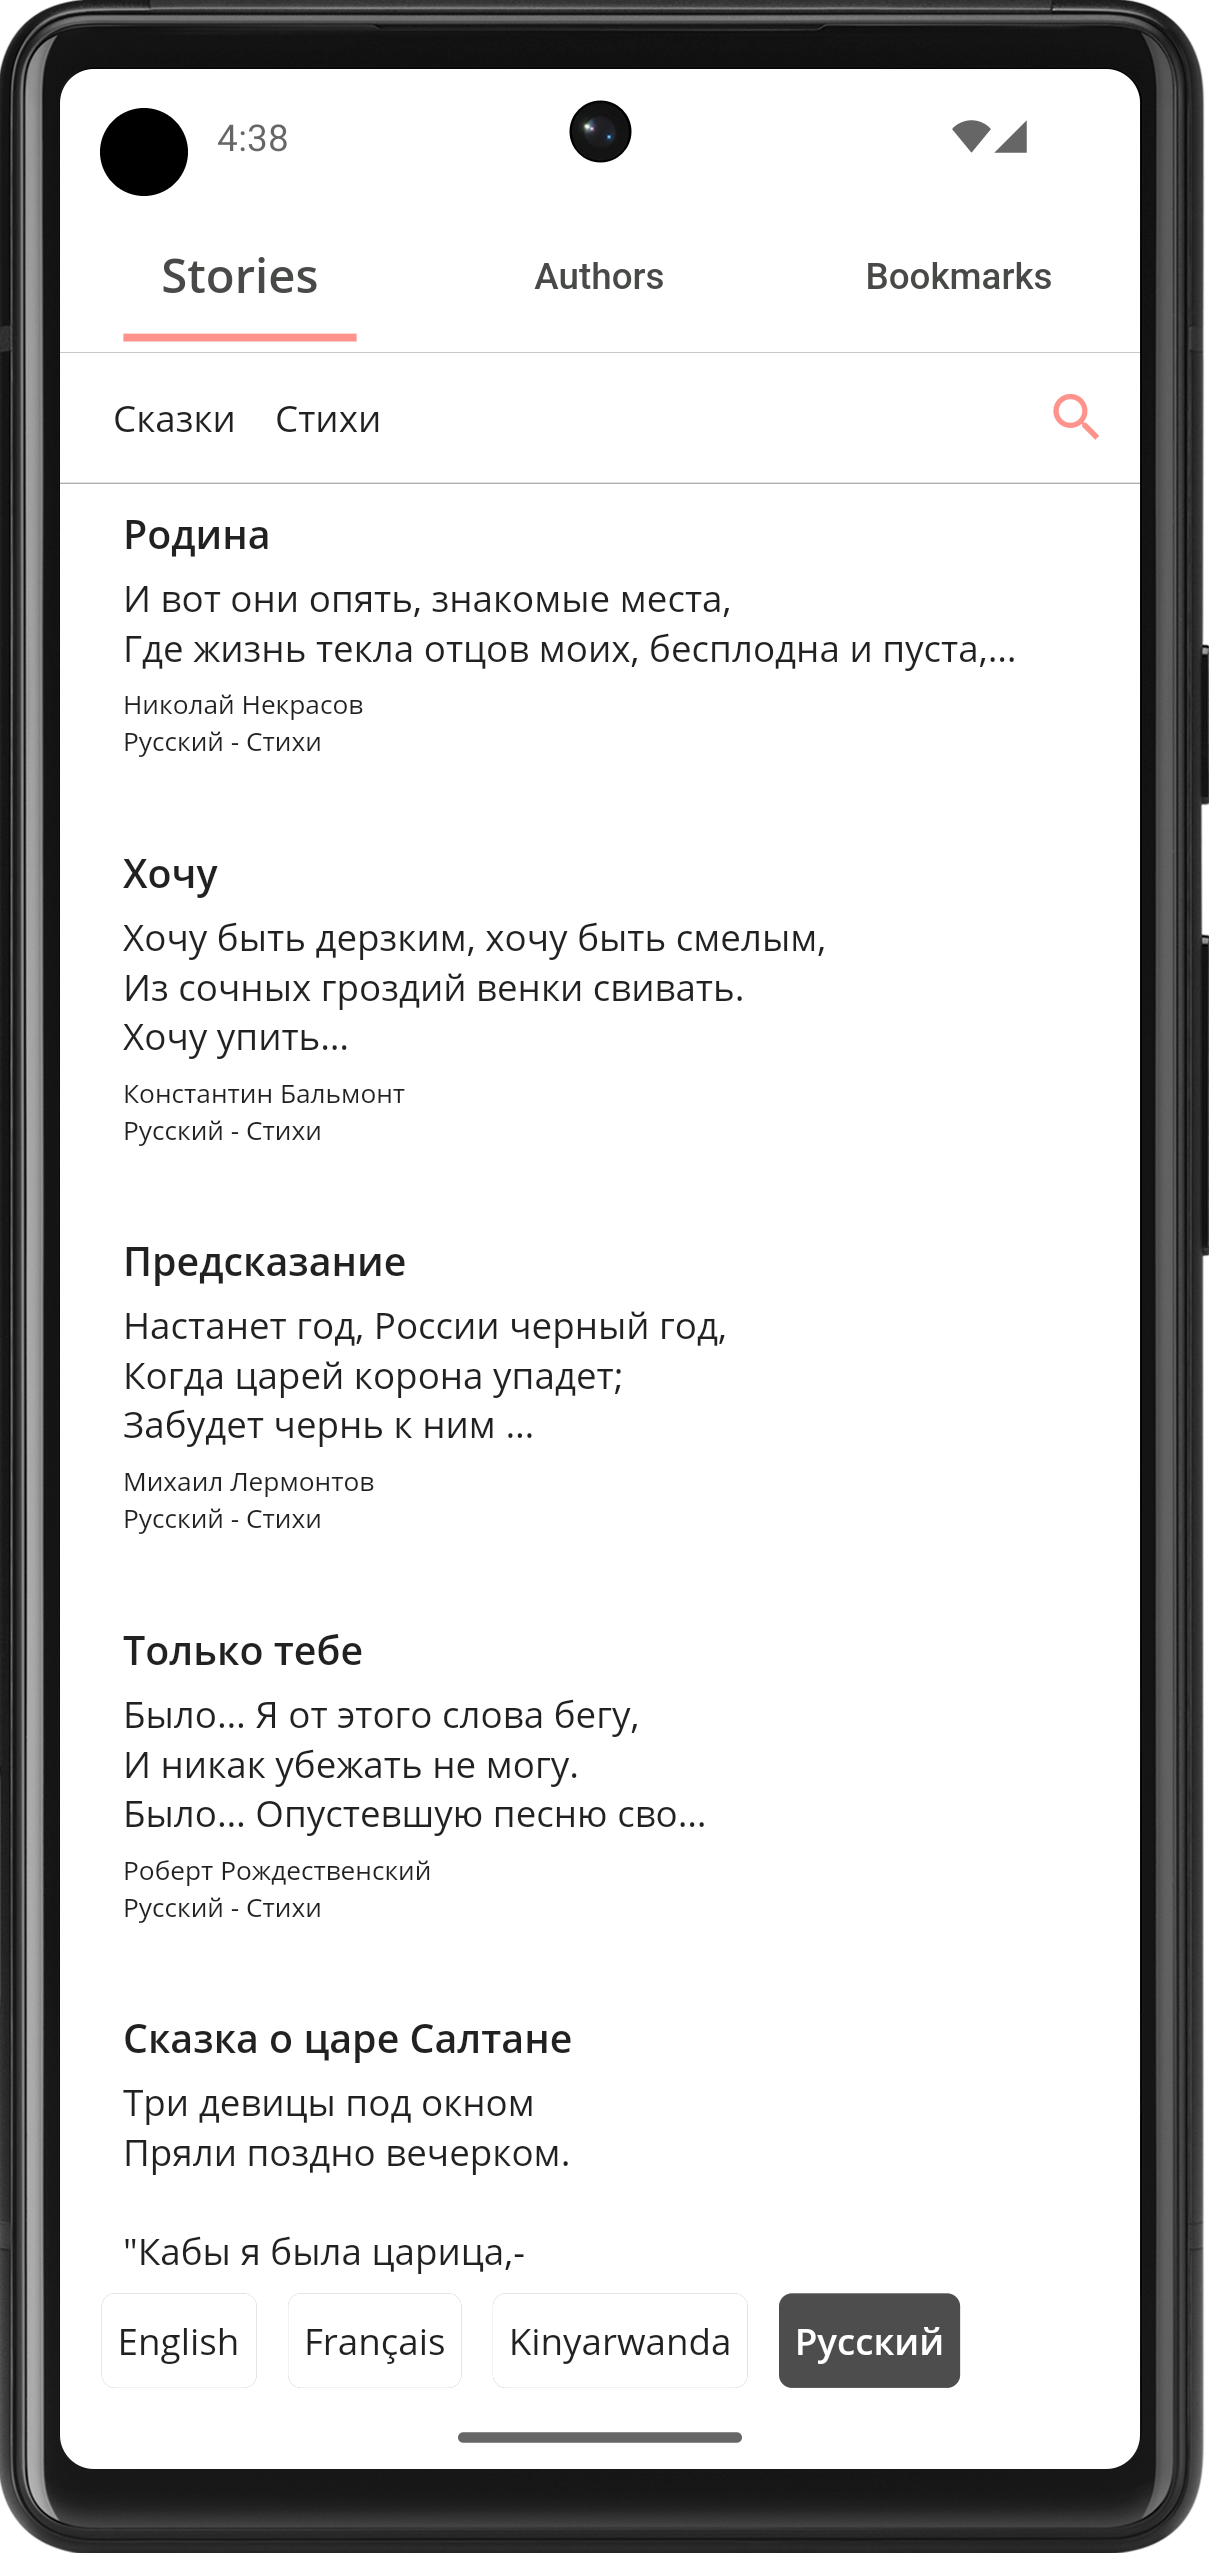 4:38
Stories Authors Bookmarks
Сказки Стихи
Родина
И вот они опять, знакомые места,
Где жизнь текла отцов моих, бесплодна и пуста,...
Николай Некрасов
Русский - Стихи
Хочу
Хочу быть дерзким, хочу быть смелым,
Из сочных гроздий венки свивать.
Хочу упить...
Константин Бальмонт
Русский - Стихи
Предсказание
Настанет год, России черный год,
Когда царей корона упадет;
Забудет чернь к ним ...
Михаил Лермонтов
Русский - Стихи
Только тебе
Было... Я от этого слова бегу,
И никак убежать не могу.
Было... Опустевшую песню сво...
Роберт Рождественский
Русский - Стихи
Сказка о царе Салтане
Три девицы под окном
Пряли поздно вечерком.
"Кабы я была царица,-
English Français Kinyarwanda Русский